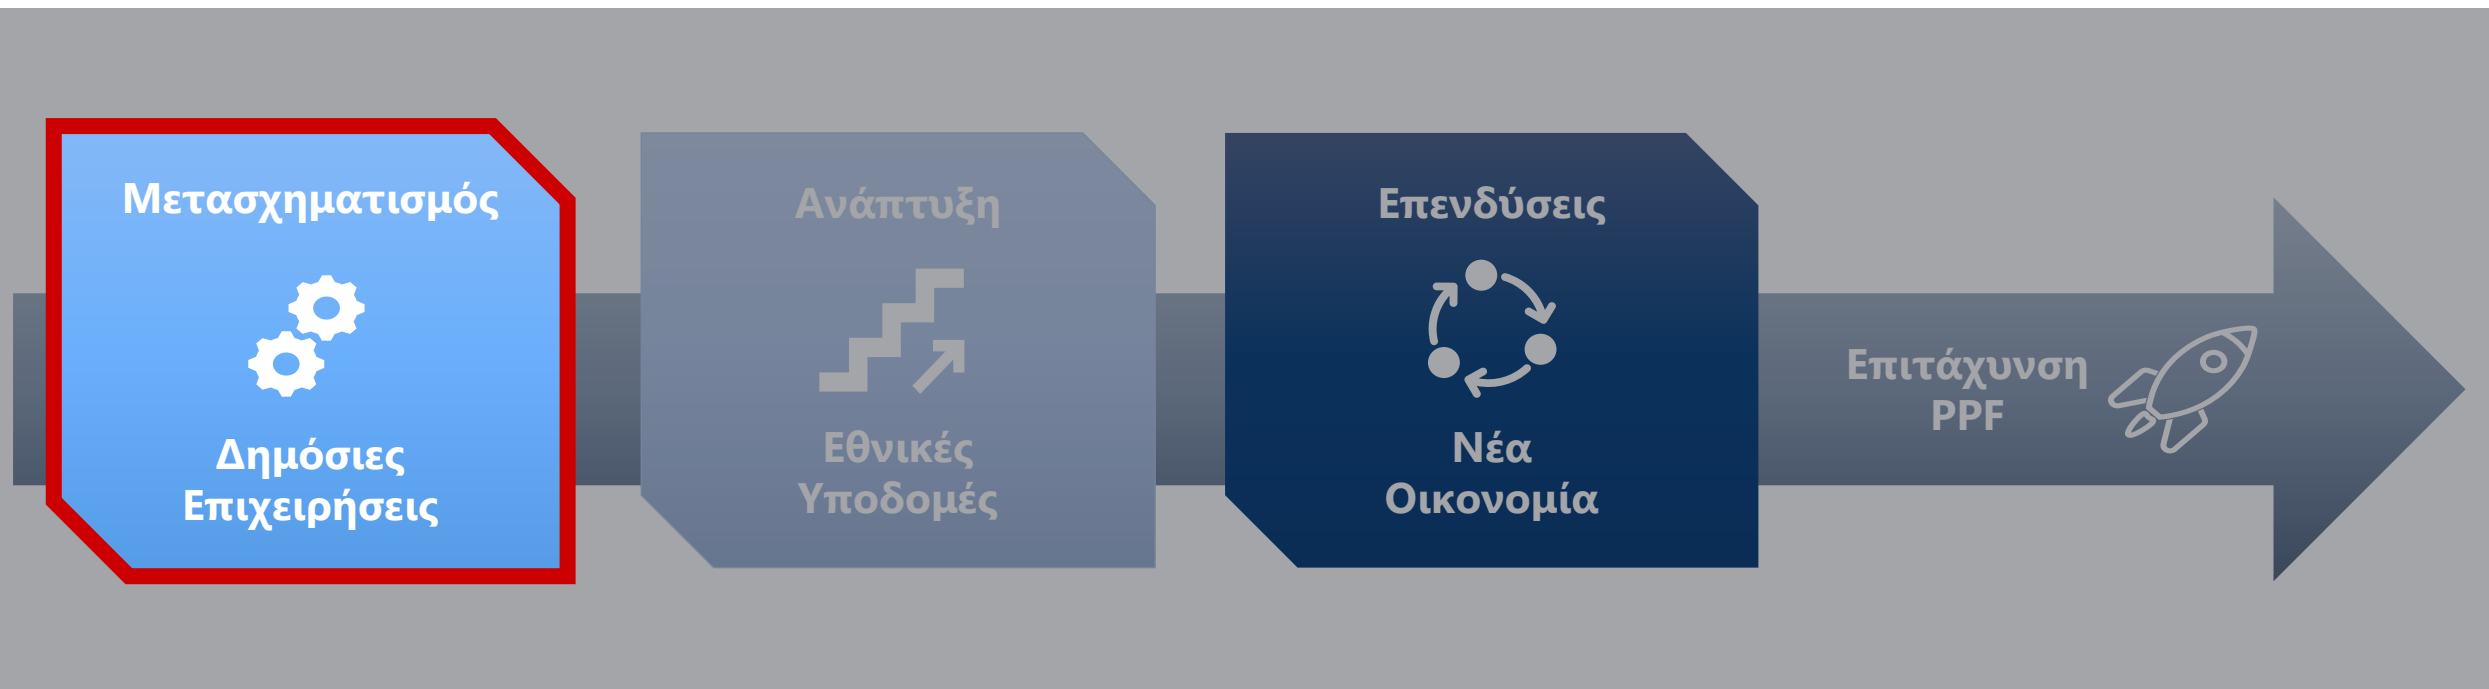 Μετασχηματισμός
Δημόσιες
Επιχειρήσεις
Ανάπτυξη
Εθνικές
Υποδομές
Επενδύσεις
Νέα
Οικονομία
Επιτάχυνση
PPF